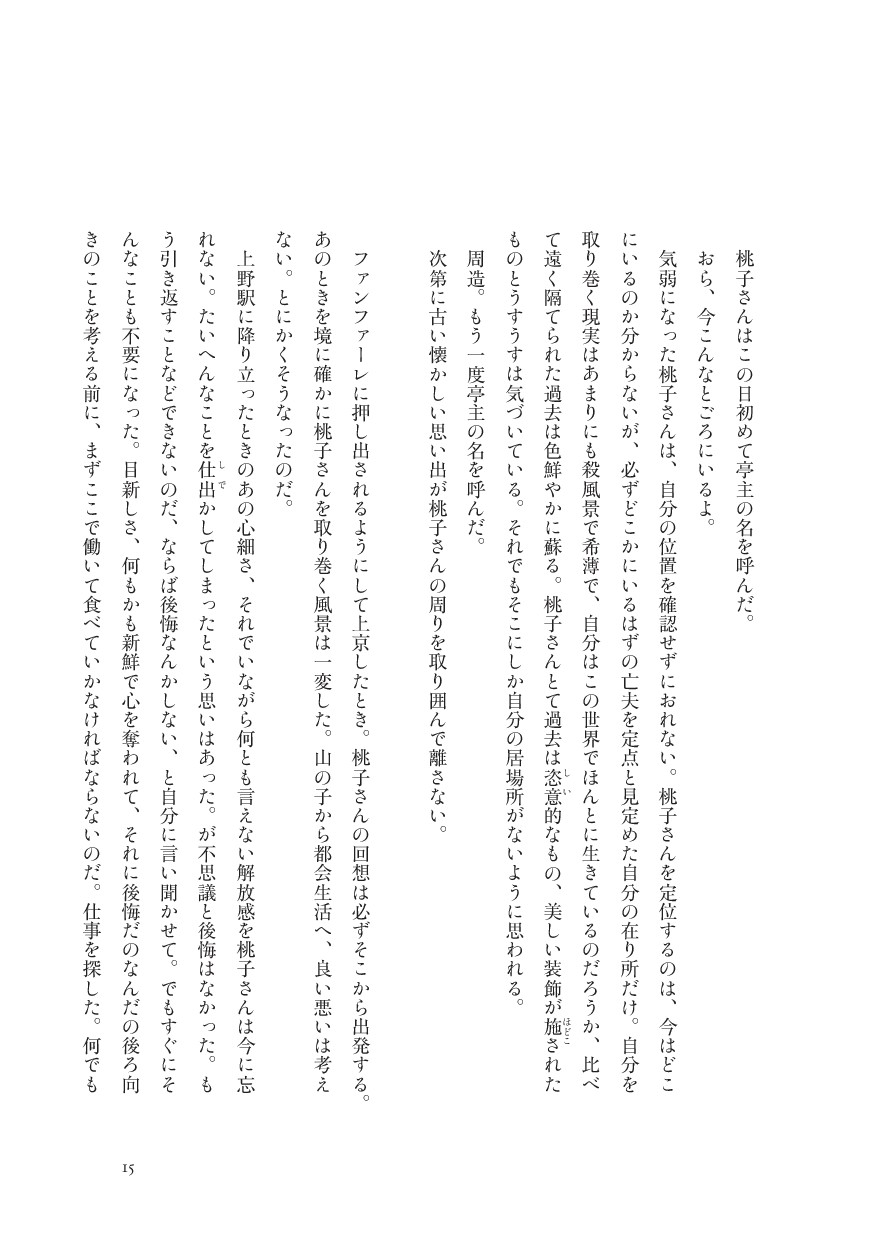 桃子さんはこの日初めて亭主の名を呼んだ。
おら、今こんなとごろにいるよ。
気弱になった桃子さんは、自分の位置を確認せずにおれない。桃子さんを定位するのは、今はどこ
にいるのか分からないが、必ずどこかにいるはずの亡夫を定点と見定めた自分の在り所だけ。自分を
取り巻く現実はあまりにも殺風景で希薄で、自分はこの世界でほんとに生きているのだろうか、比べ
て遠く隔てられた過去は色鮮やかに蘇る。桃子さんとて過去は恣意的なもの、美しい装飾が施された
ものとうすうすは気づいている。それでもそこにしか自分の居場所がないように思われる。
周造。もう一度亭主の名を呼んだ。
次第に古い懐かしい思い出が桃子さんの周りを取り囲んで離さない。
ファンファーレに押し出されるようにして上京したとき。桃子さんの回想は必ずそこから出発する。
あのときを境に確かに桃子さんを取り巻く風景は一変した。山の子から都会生活へ、良い悪いは考え
ない。とにかくそうなったのだ。
上野駅に降り立ったときのあの心細さ、それでいながら何とも言えない解放感を桃子さんは今に忘
れない。たいへんなことを仕出かしてしまったという思いはあった。が不思議と後悔はなかった。も
う引き返すことなどできないのだ、ならば後悔なんかしない、と自分に言い聞かせて。でもすぐにそ
んなことも不要になった。目新しさ、何もかも新鮮で心を奪われて、それに後悔だのなんだの後ろ向
きのことを考える前に、まずここで働いて食べていかなければならないのだ。仕事を探した。何でも
15